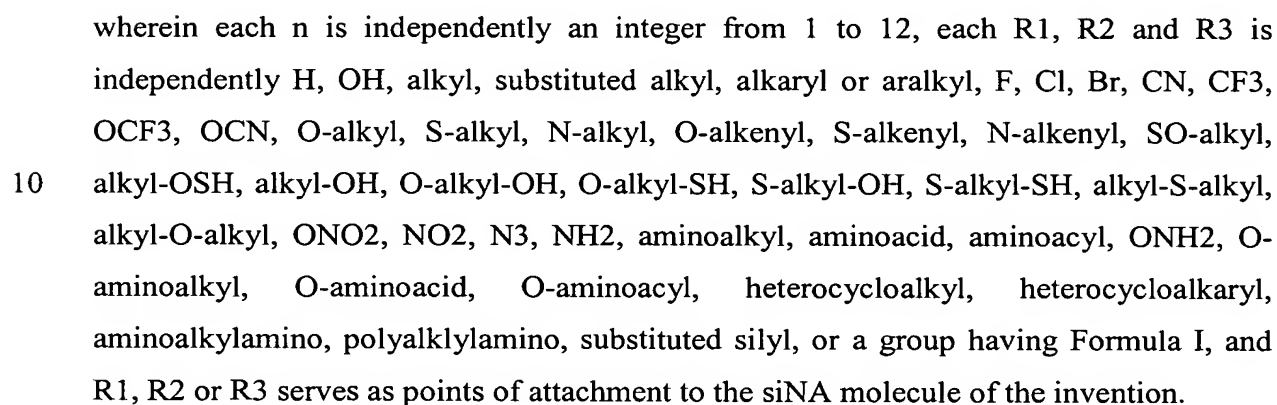 wherein each n is independently an integer from 1 to 12, each R1, R2 and R3 is
independently H, OH, alkyl, substituted alkyl, alkaryl or aralkyl, F, Cl, Br, CN, CF3,
OCF3, OCN, O-alkyl, S-alkyl, N-alkyl, O-alkenyl, S-alkenyl, N-alkenyl, SO-alkyl,
10 alkyl-OSH, alkyl-OH, O-alkyl-OH, O-alkyl-SH, S-alkyl-OH, S-alkyl-SH, alkyl-S-alkyl,
alkyl-O-alkyl, ONO2, NO2, N3, NH2, aminoalkyl, aminoacid, aminoacyl, ONH2, O-
aminoalkyl, O-aminoacid, O-aminoacyl, heterocycloalkyl, heterocycloalkaryl,
aminoalkylamino, polyalklylamino, substituted silyl, or a group having Formula I, and
R1, R2 or R3 serves as points of attachment to the siNA molecule of the invention.